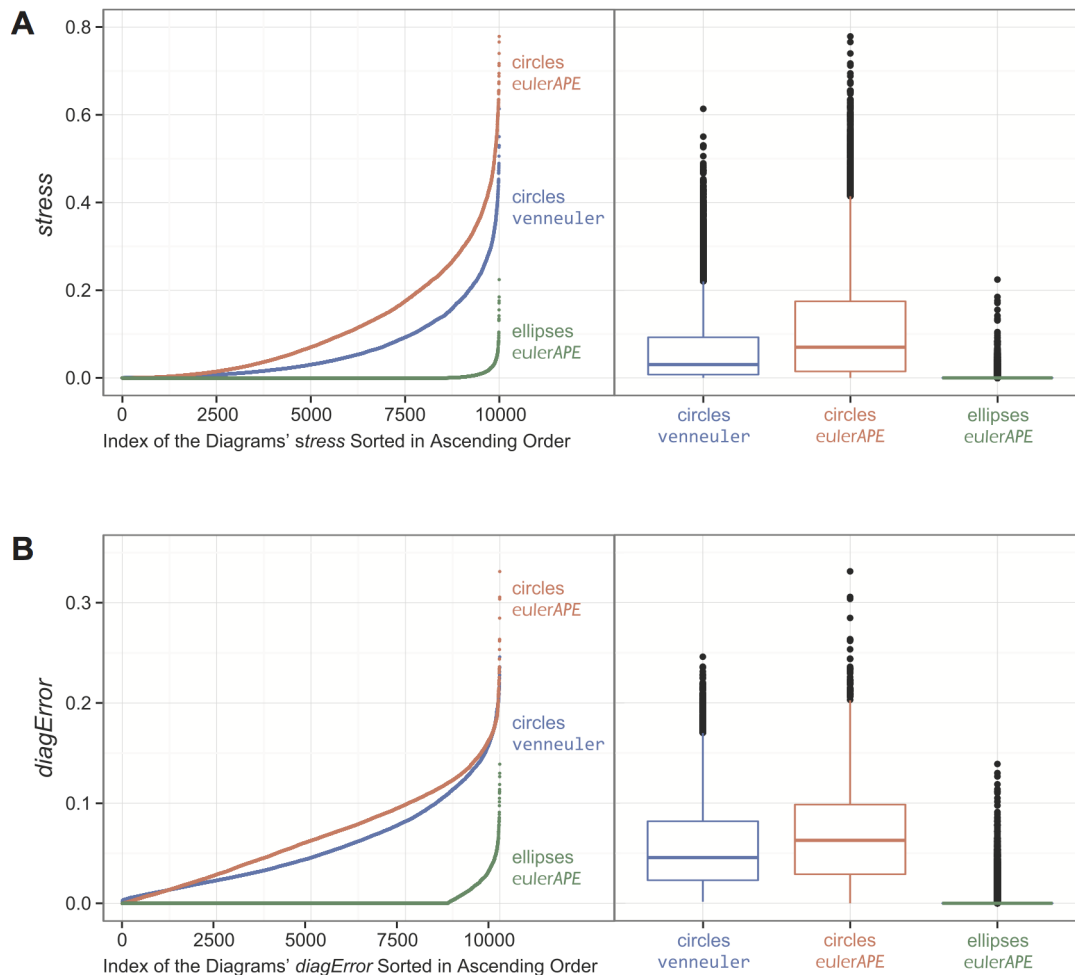 A
0.8
0.6
0.4
0.2
0.0
stress
circles
eulerAPE
circles
venneuler
ellipses
eulerAPE
0 2500 5000 7500 10000
Index of the Diagrams’ stress Sorted in Ascending Order
circles
venneuler
circles
eulerAPE
ellipses
eulerAPE
B
0.3
0.2
0.1
0.0
diagError
circles
eulerAPE
circles
venneuler
ellipses
eulerAPE
0 2500 5000 7500 10000
Index of the Diagrams’ diagError Sorted in Ascending Order
circles
venneuler
circles
eulerAPE
ellipses
eulerAPE